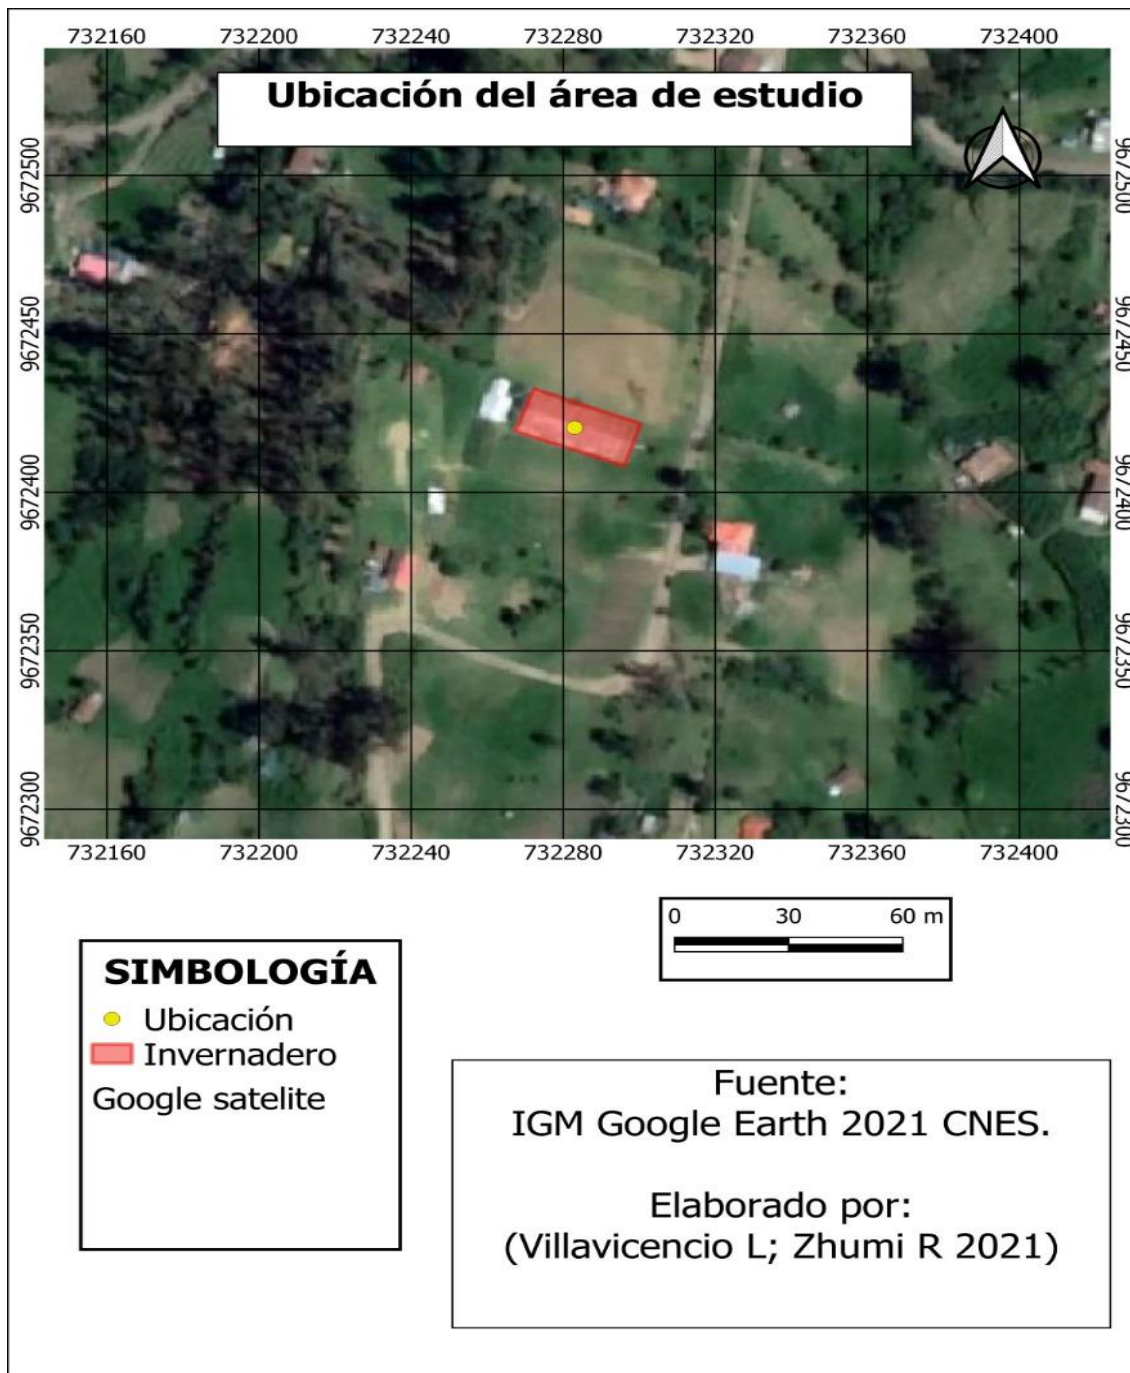 732160 732200 732240 732280 732320 732360 732400
Ubicación del área de estudio
9672500 9672500
9672450 9672450
9672400 9672400
9672350 9672350
9672300 9672300
732160 732200 732240 732280 732320 732360 732400
0 30 60 m
SIMBOLOGÍA
Ubicación
Invernadero
Google satelite
Fuente:
IGM Google Earth 2021 CNES.
Elaborado por:
(Villavicencio L; Zhumi R 2021)